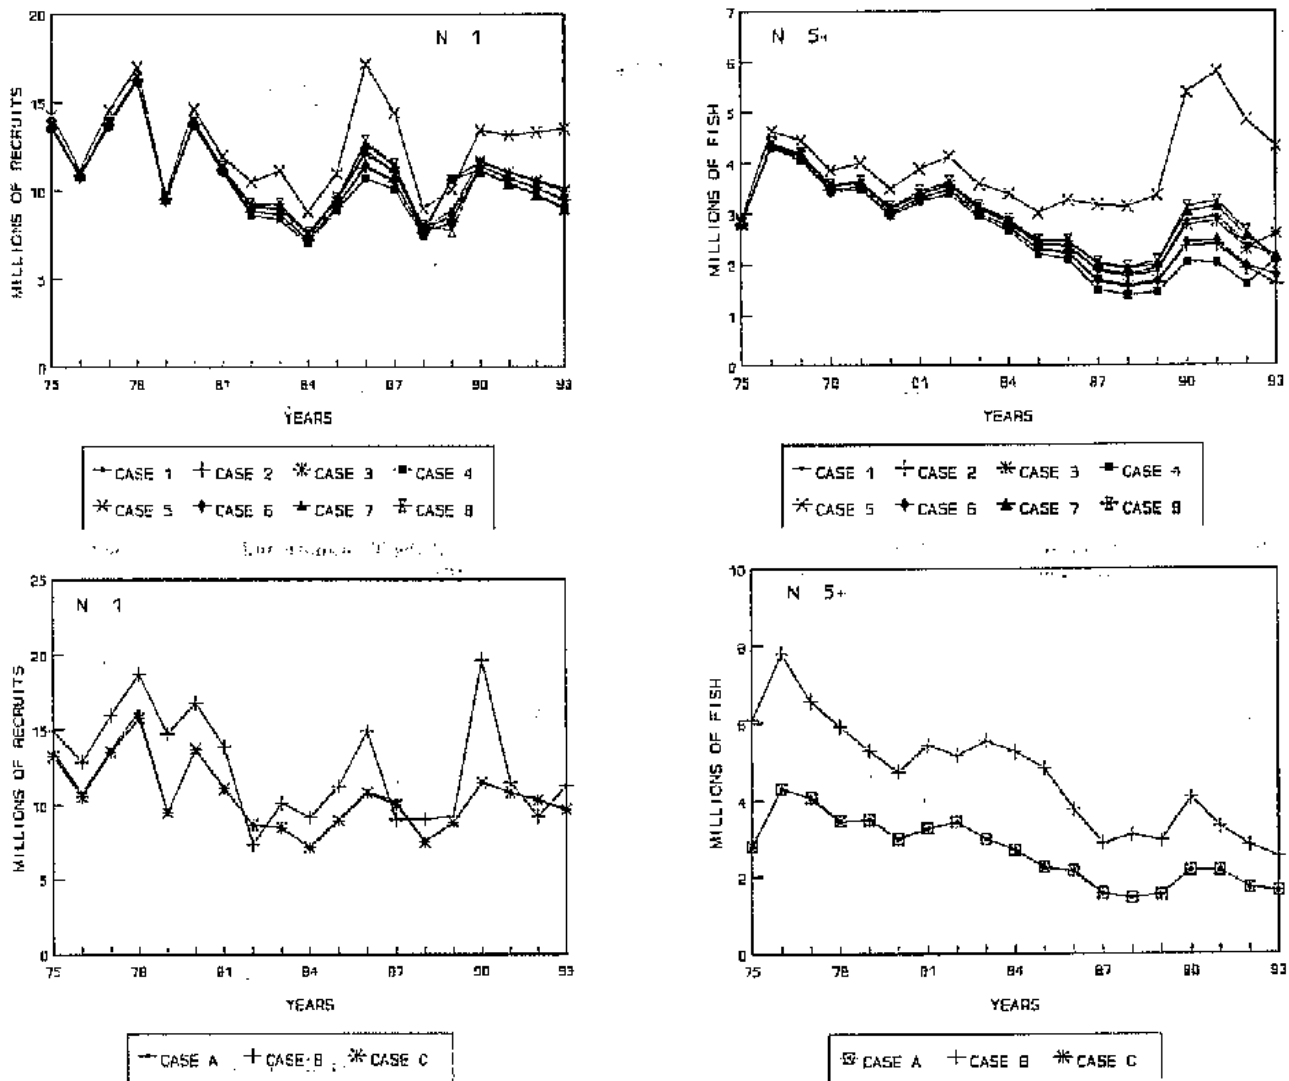 20
15
10
5
0
MILLIONS OF RECRUITS
N 1
75 78 81 84 87 90 93
YEARS
CASE 1 CASE 2 CASE 3 CASE 4
CASE 5 CASE 6 CASE 7 CASE 8
7
6
5
4
3
2
1
0
MILLIONS OF FISH
N 5+
75 78 81 84 87 90 93
YEARS
CASE 1 CASE 2 CASE 3 CASE 4
CASE 5 CASE 6 CASE 7 CASE 8
25
20
15
10
5
0
MILLIONS OF RECRUITS
N 1
75 78 81 84 87 90 93
YEARS
CASE A CASE B CASE C
10
8
6
4
2
0
MILLIONS OF FISH
N 5+
75 78 81 84 87 90 93
YEARS
CASE A CASE B CASE C